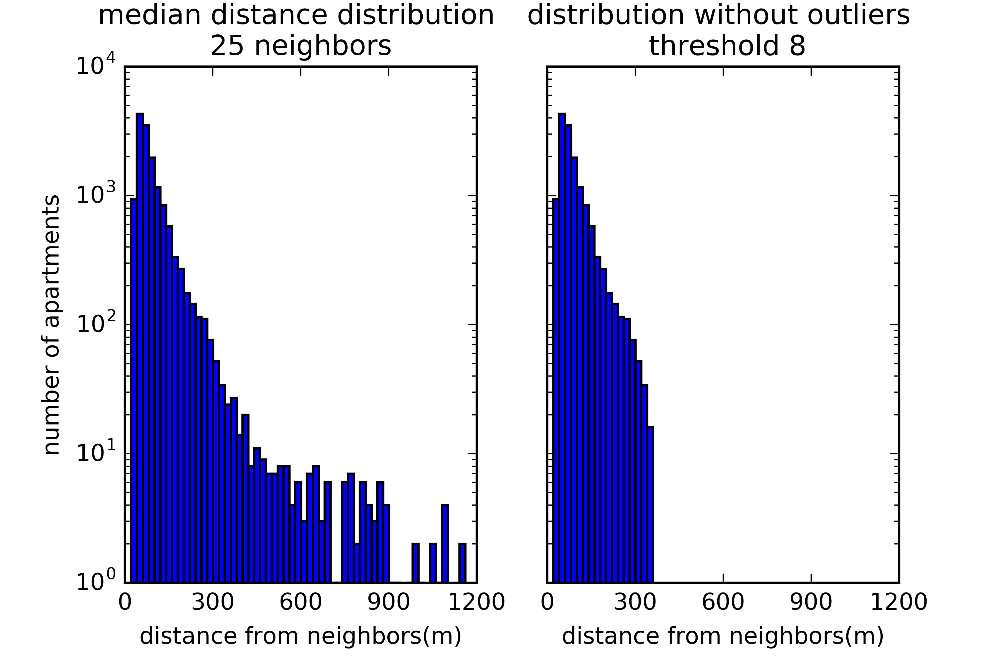 median distance distribution
25 neighbors
distribution without outliers
threshold 8
number of apartments
10^4
10^3
10^2
10^1
10^0
0 300 600 900 1200
distance from neighbors(m)
0 300 600 900 1200
distance from neighbors(m)